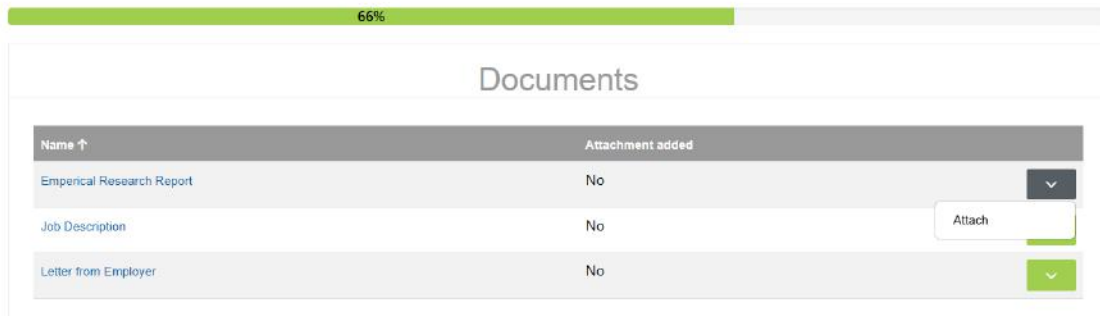 66%
Documents
Name ↑ Attachment added
Emperical Research Report No
Attach
Job Description No
Letter from Employer No